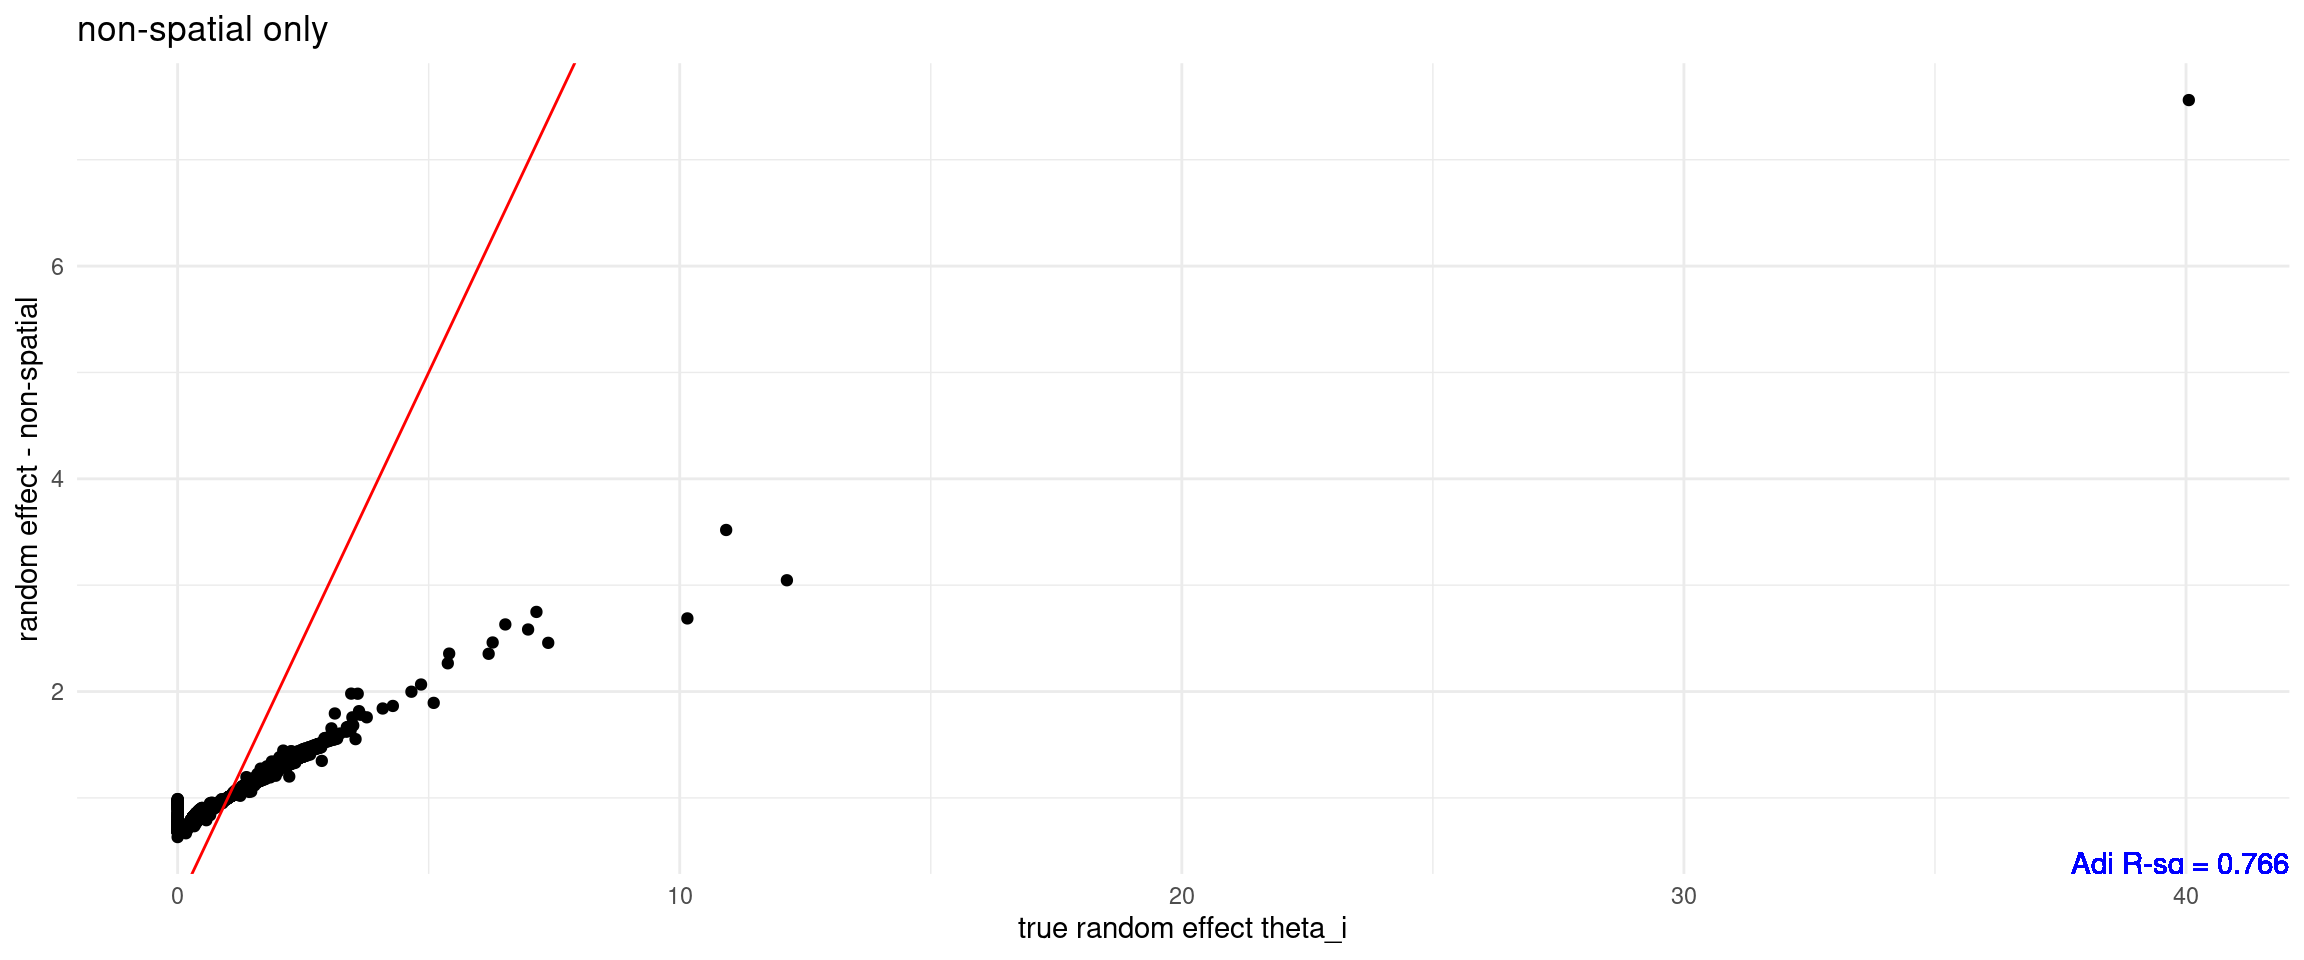 non-spatial only
random effect - non-spatial
6
4
2
Adj R-sq = 0.766
0
10
20
30
40
true random effect theta_i